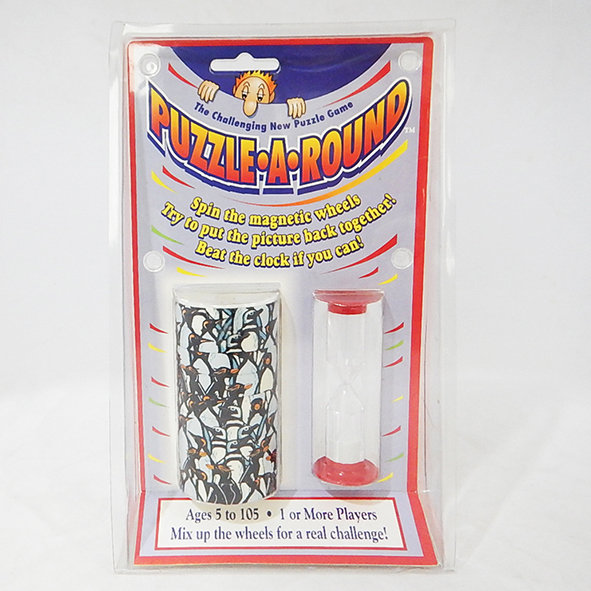 The Challenging New Puzzle Game
PUZZLE•A•ROUND™
Spin the magnetic wheels
Try to put the picture back together!
Beat the clock if you can!
Ages 5 to 105 • 1 or More Players
Mix up the wheels for a real challenge!